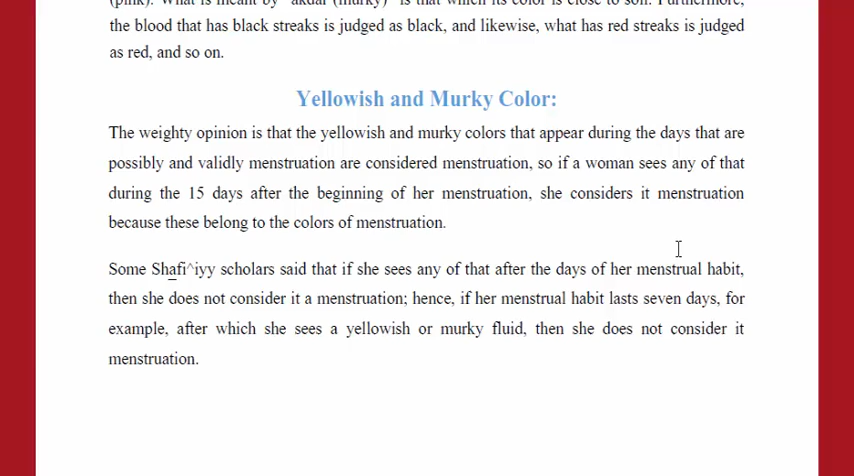 the blood that has black streaks is judged as black, and likewise, what has red streaks is judged
as red, and so on.
Yellowish and Murky Color:
The weighty opinion is that the yellowish and murky colors that appear during the days that are
possibly and validly menstruation are considered menstruation, so if a woman sees any of that
during the 15 days after the beginning of her menstruation, she considers it menstruation
because these belong to the colors of menstruation.
Some Shafi^iyy scholars said that if she sees any of that after the days of her menstrual habit,
then she does not consider it a menstruation; hence, if her menstrual habit lasts seven days, for
example, after which she sees a yellowish or murky fluid, then she does not consider it
menstruation.